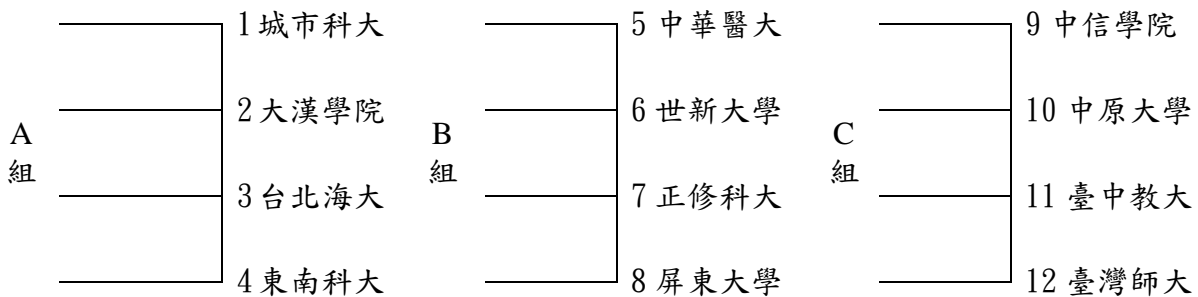 A
組
1 城市科大
2 大漢學院
3 台北海大
4 東南科大
B
組
5 中華醫大
6 世新大學
7 正修科大
8 屏東大學
C
組
9 中信學院
10 中原大學
11 臺中教大
12 臺灣師大